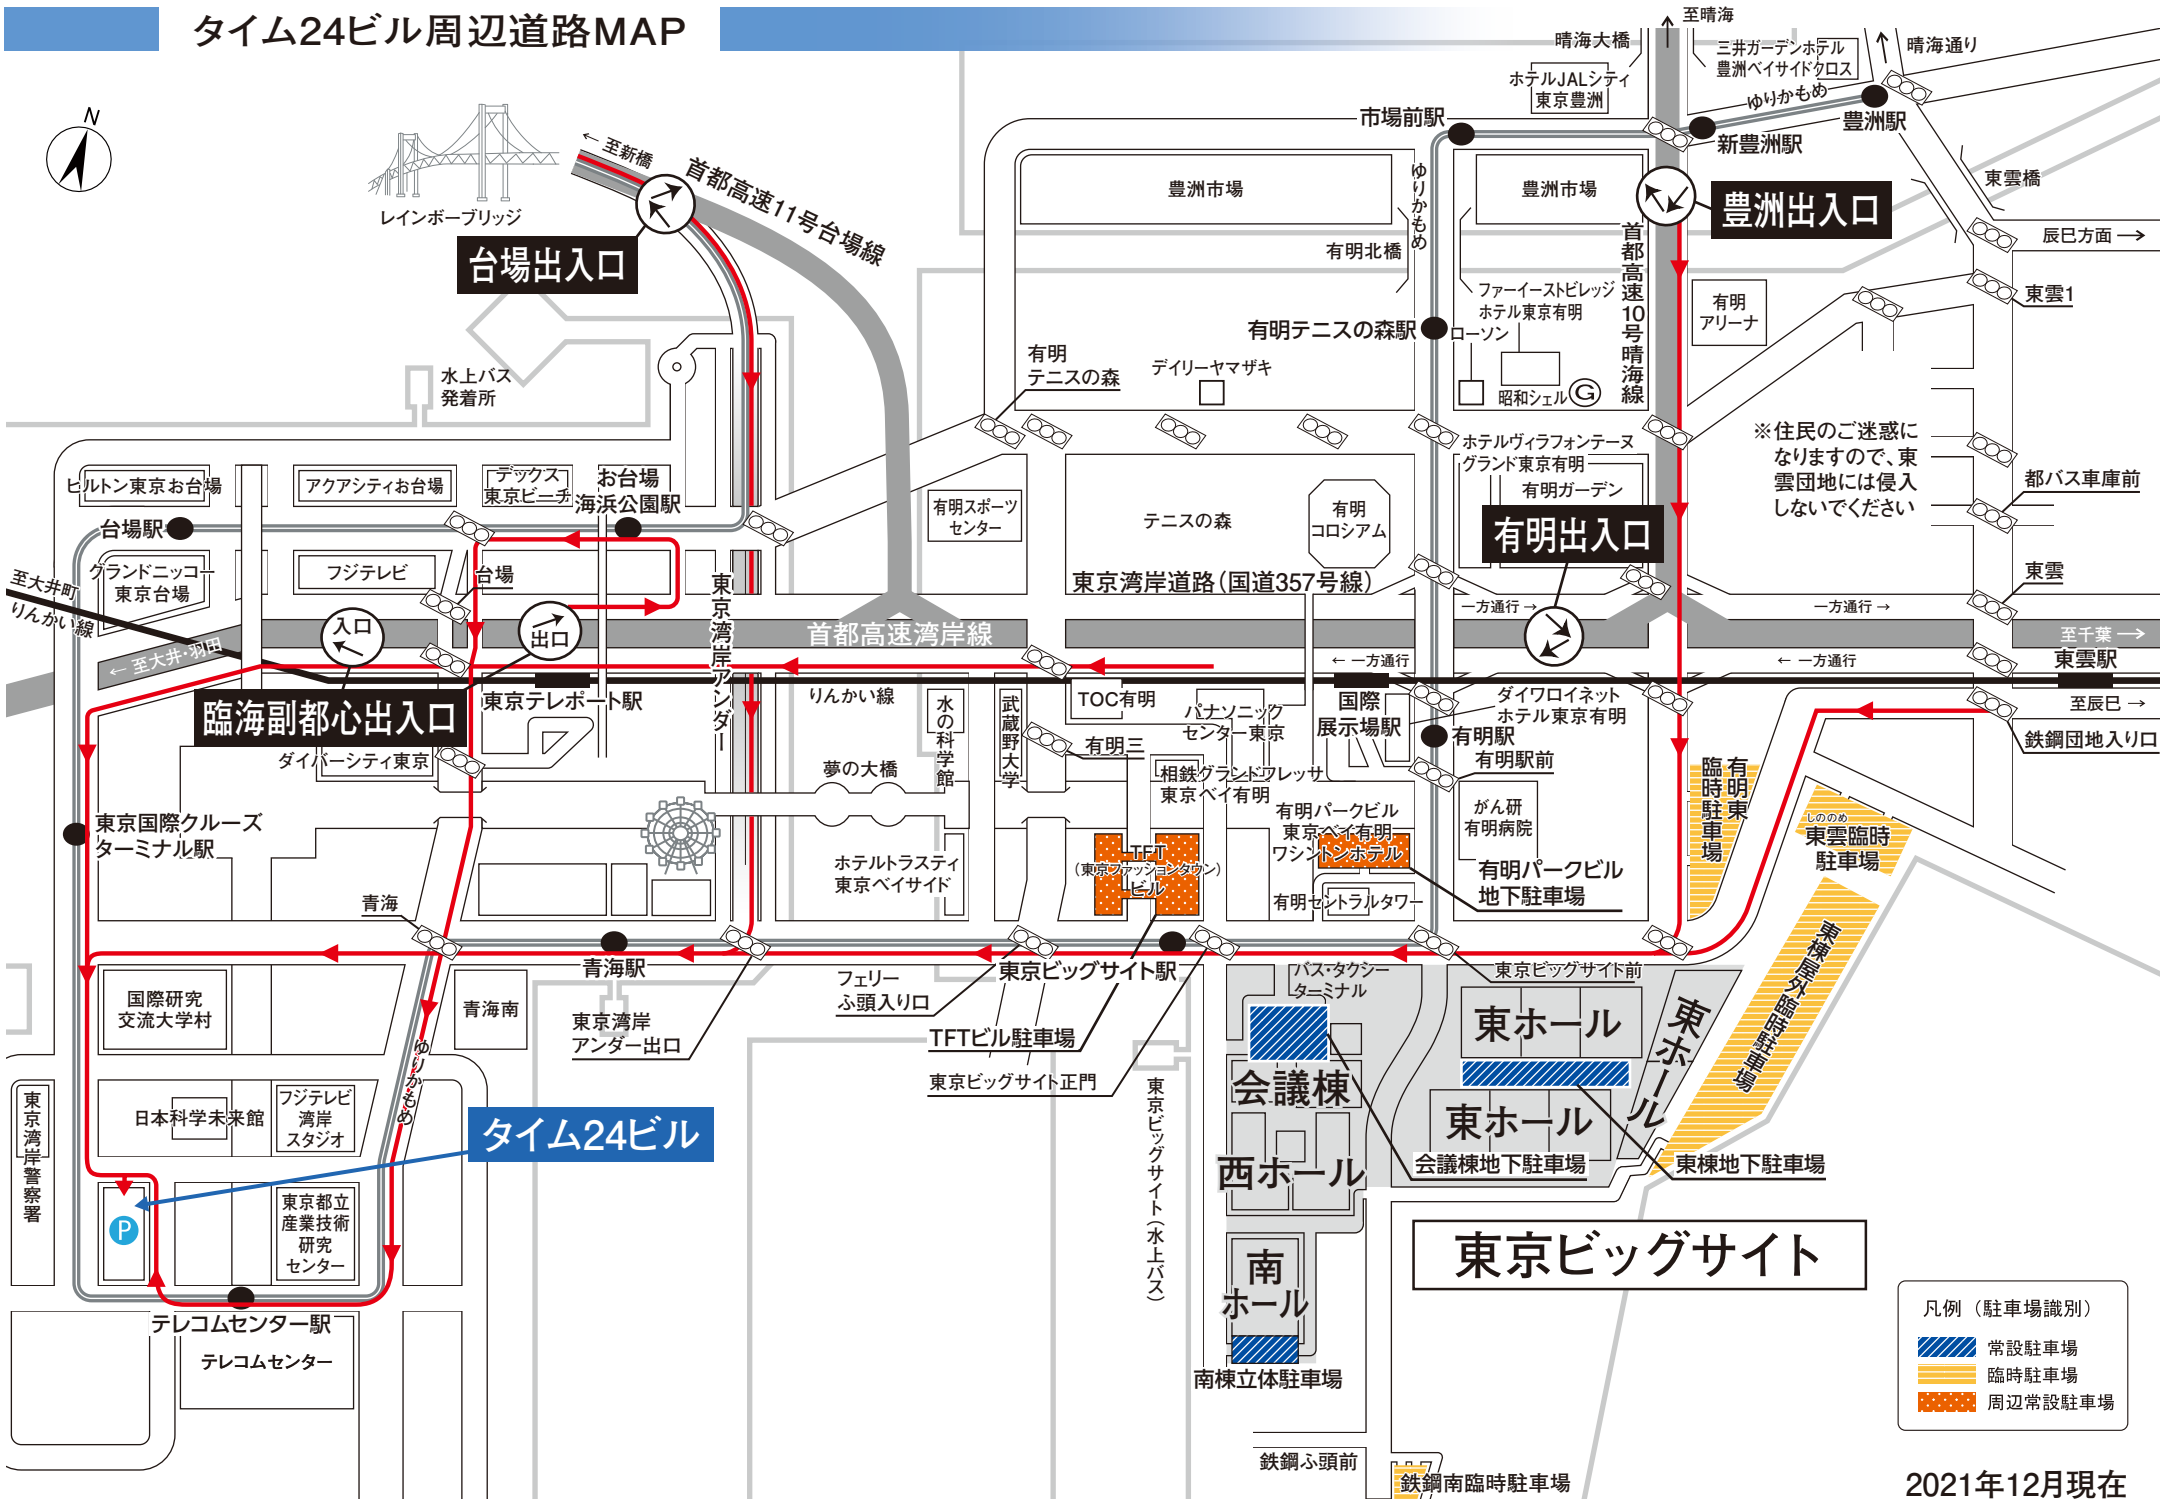 タイム24ビル周辺道路MAP
至晴海
晴海大橋
三井ガーデンホテル
豊洲ベイサイドクロス
晴海通り
ホテルJALシティ
東京豊洲
ゆりかもめ
市場前駅
新豊洲駅
豊洲駅
N
← 至新橋
首都高速11号台場線
レインボーブリッジ
台場出入口
豊洲市場
豊洲市場
ゆりかもめ
有明北橋
豊洲出入口
東雲橋
辰巳方面 →
東雲1
首都高速10号晴海線
ファーイーストビレッジ
ホテル東京有明
有明
アリーナ
有明テニスの森駅
ローソン
有明
テニスの森
デイリーヤマザキ
昭和シェル
G
水上バス
発着所
※住民のご迷惑に
なりますので、東
雲団地には侵入
しないでください
ホテルヴィラフォンテーヌ
グランド東京有明
有明ガーデン
都バス車庫前
ヒルトン東京お台場
アクアシティお台場
デックス
東京ビーチ
お台場
海浜公園駅
台場駅
有明スポーツ
センター
テニスの森
有明
コロシアム
有明出入口
グランドニッコー
東京台場
フジテレビ
台場
東京湾岸道路(国道357号線)
東雲
至大井町
りんかい線
一方通行 →
一方通行 →
入口
出口
首都高速湾岸線
← 至大井・羽田
至千葉 →
← 一方通行
← 一方通行
東雲駅
臨海副都心出入口
東京テレポート駅
東京湾岸アンダー
りんかい線
水の科学館
武蔵野大学
TOC有明
パナソニック
センター東京
国際
展示場駅
ダイワロイネット
ホテル東京有明
至辰巳 →
有明駅
有明駅前
鉄鋼団地入り口
ダイバーシティ東京
夢の大橋
有明三
相鉄グランドフレッサ
東京ベイ有明
有明パークビル
東京ベイ有明
ワシントンホテル
がん研
有明病院
有明東
臨時駐車場
しののめ
東雲臨時
駐車場
東京国際クルーズ
ターミナル駅
ホテルトラスティ
東京ベイサイド
TFT
(東京ファッションタウン)
ビル
有明セントラルタワー
有明パークビル
地下駐車場
青海
青海駅
東京ビッグサイト駅
東京ビッグサイト前
バス・タクシー
ターミナル
フェリー
ふ頭入り口
国際研究
交流大学村
青海南
東京湾岸
アンダー出口
TFTビル駐車場
東京ビッグサイト正門
東棟屋外臨時駐車場
東ホール
東ホール
東ホール
会議棟
ゆりかもめ
東京湾岸警察署
日本科学未来館
フジテレビ
湾岸
スタジオ
タイム24ビル
東京ビッグサイト(水上バス)
西ホール
会議棟地下駐車場
東棟地下駐車場
P
東京都立
産業技術
研究
センター
東京ビッグサイト
南
ホール
テレコムセンター駅
テレコムセンター
南棟立体駐車場
凡例（駐車場識別）
常設駐車場
臨時駐車場
周辺常設駐車場
鉄鋼ふ頭前
鉄鋼南臨時駐車場
2021年12月現在